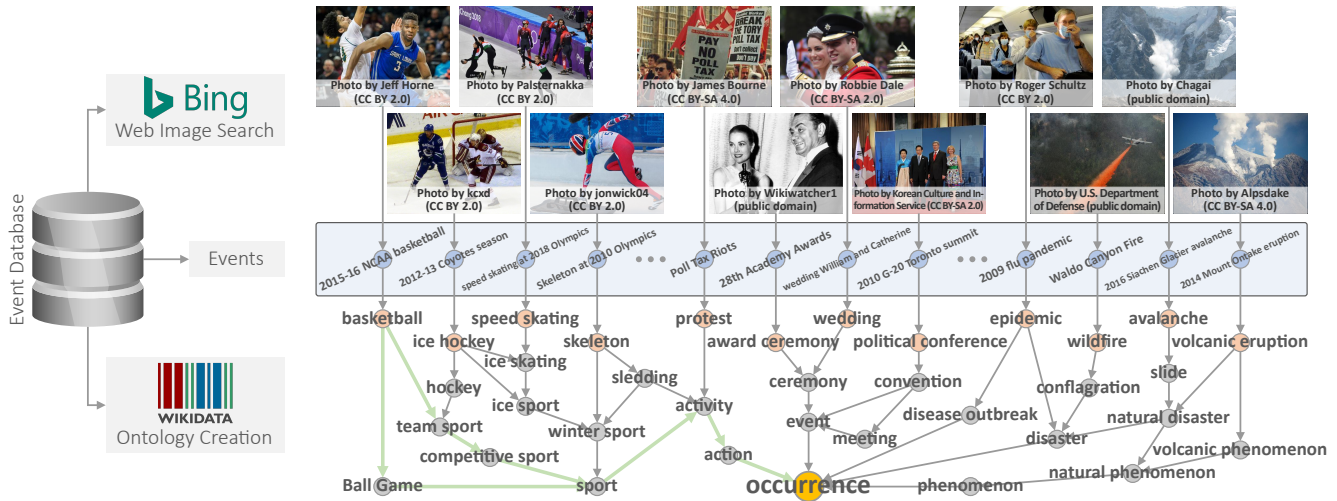 Event Database
Bing
Web Image Search
Events
WIKIDATA
Ontology Creation
Photo by Jeff Horne
(CC BY 2.0)
Photo by Palsternakka
(CC BY 2.0)
PAY
NO
POLL
TAX
BREAK
THE TORY
POLL TAX
Photo by James Bourne
(CC BY-SA 4.0)
Photo by Robbie Dale
(CC BY-SA 2.0)
Photo by Roger Schultz
(CC BY 2.0)
Photo by Chagai
(public domain)
Photo by kcxd
(CC BY 2.0)
Photo by jonwick04
(CC BY 2.0)
Photo by Wikiwatcher1
(public domain)
Photo by Korean Culture and In-
formation Service (CC BY-SA 2.0)
Photo by U.S. Department
of Defense (public domain)
Photo by Alpsdake
(CC BY-SA 4.0)
2015-16 NCAA basketball
2012-13 Coyotes season
speed skating at 2018 Olympics
Skeleton at 2010 Olympics
Poll Tax Riots
28th Academy Awards
wedding William and Catherine
2010 G-20 Toronto summit
2009 flu pandemic
Waldo Canyon Fire
2016 Siachen Glacier avalanche
2014 Mount Ontake eruption
basketball
speed skating
protest
wedding
epidemic
avalanche
ice hockey
skeleton
award ceremony
political conference
wildfire
volcanic eruption
ice skating
hockey
sledding
ceremony
convention
conflagration
slide
ice sport
activity
event
disease outbreak
natural disaster
team sport
winter sport
meeting
disaster
competitive sport
action
volcanic phenomenon
Ball Game
sport
occurrence
phenomenon
natural phenomenon